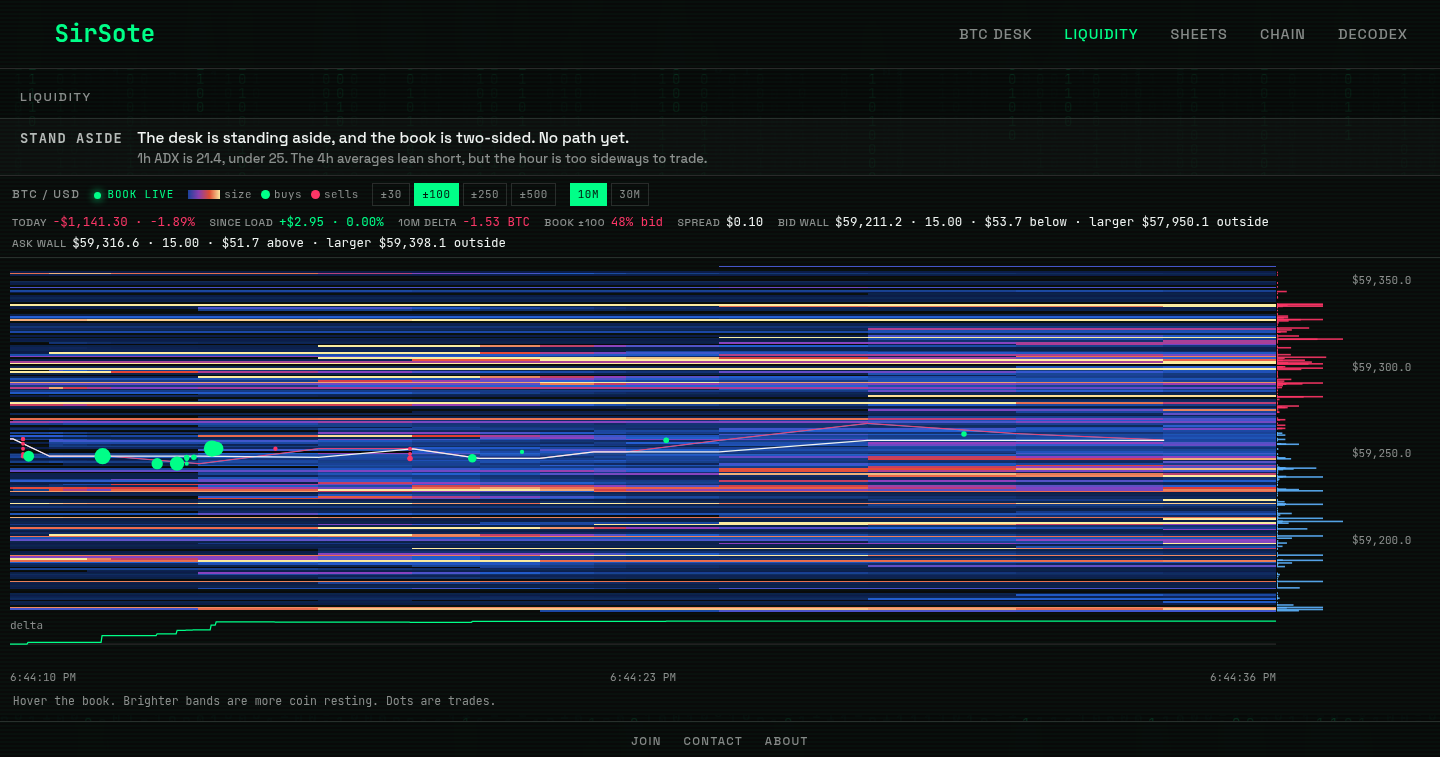 SirSote
BTC DESK LIQUIDITY SHEETS CHAIN DECODEX
LIQUIDITY
STAND ASIDE The desk is standing aside, and the book is two-sided. No path yet.
1h ADX is 21.4, under 25. The 4h averages lean short, but the hour is too sideways to trade.
BTC / USD BOOK LIVE size buys sells ±30 ±100 ±250 ±500 10M 30M
TODAY -$1,141.30 · -1.89% SINCE LOAD +$2.95 · 0.00% 10M DELTA -1.53 BTC BOOK ±100 48% bid SPREAD $0.10 BID WALL $59,211.2 · 15.00 · $53.7 below · larger $57,950.1 outside
ASK WALL $59,316.6 · 15.00 · $51.7 above · larger $59,398.1 outside
$59,350.0
$59,300.0
$59,250.0
$59,200.0
delta
6:44:10 PM 6:44:23 PM 6:44:36 PM
Hover the book. Brighter bands are more coin resting. Dots are trades.
JOIN CONTACT ABOUT